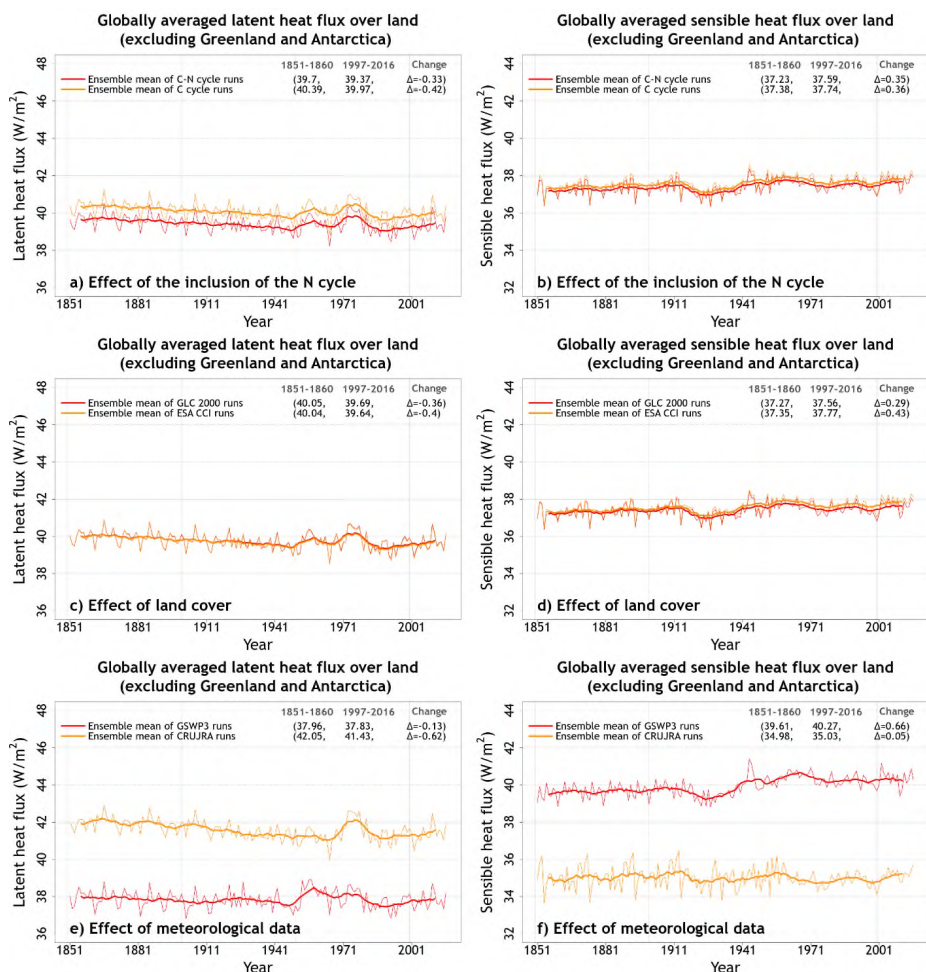 Globally averaged latent heat flux over land
(excluding Greenland and Antarctica)
Latent heat flux (W/m²)
48
46
44
42
40
38
36
1851-1860 1997-2016 Change
Ensemble mean of C-N cycle runs (39.7, 39.37, Δ=-0.33)
Ensemble mean of C cycle runs (40.39, 39.97, Δ=-0.42)
a) Effect of the inclusion of the N cycle
1851 1881 1911 1941 1971 2001
Year
Globally averaged sensible heat flux over land
(excluding Greenland and Antarctica)
Sensible heat flux (W/m²)
44
42
40
38
36
34
32
1851-1860 1997-2016 Change
Ensemble mean of C-N cycle runs (37.23, 37.59, Δ=0.35)
Ensemble mean of C cycle runs (37.38, 37.74, Δ=0.36)
b) Effect of the inclusion of the N cycle
1851 1881 1911 1941 1971 2001
Year
Globally averaged latent heat flux over land
(excluding Greenland and Antarctica)
Latent heat flux (W/m²)
48
46
44
42
40
38
36
1851-1860 1997-2016 Change
Ensemble mean of GLC 2000 runs (40.05, 39.69, Δ=-0.36)
Ensemble mean of ESA CCI runs (40.04, 39.64, Δ=-0.4)
c) Effect of land cover
1851 1881 1911 1941 1971 2001
Year
Globally averaged sensible heat flux over land
(excluding Greenland and Antarctica)
Sensible heat flux (W/m²)
44
42
40
38
36
34
32
1851-1860 1997-2016 Change
Ensemble mean of GLC 2000 runs (37.27, 37.56, Δ=0.29)
Ensemble mean of ESA CCI runs (37.35, 37.77, Δ=0.43)
d) Effect of land cover
1851 1881 1911 1941 1971 2001
Year
Globally averaged latent heat flux over land
(excluding Greenland and Antarctica)
Latent heat flux (W/m²)
48
46
44
42
40
38
36
1851-1860 1997-2016 Change
Ensemble mean of GSWP3 runs (37.96, 37.83, Δ=-0.13)
Ensemble mean of CRUJRA runs (42.05, 41.43, Δ=-0.62)
e) Effect of meteorological data
1851 1881 1911 1941 1971 2001
Year
Globally averaged sensible heat flux over land
(excluding Greenland and Antarctica)
Sensible heat flux (W/m²)
44
42
40
35
36
34
32
1851-1860 1997-2016 Change
Ensemble mean of GSWP3 runs (39.61, 40.27, Δ=0.66)
Ensemble mean of CRUJRA runs (34.98, 35.03, Δ=0.05)
f) Effect of meteorological data
1851 1881 1911 1941 1971 2001
Year